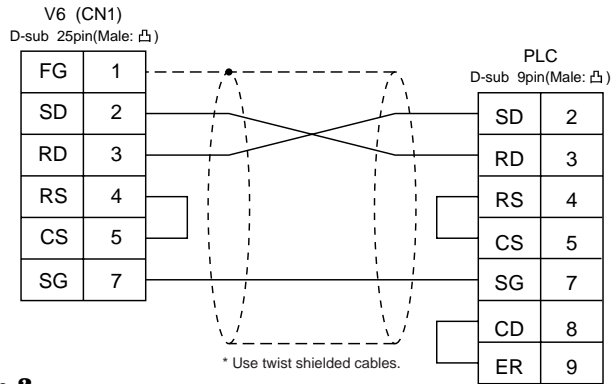 V6 (CN1)
D-sub 25pin(Male: 凸)
FG 1
SD 2
RD 3
RS 4
CS 5
SG 7
PLC
D-sub 9pin(Male: 凸)
SD 2
RD 3
RS 4
CS 5
SG 7
CD 8
ER 9
* Use twist shielded cables.